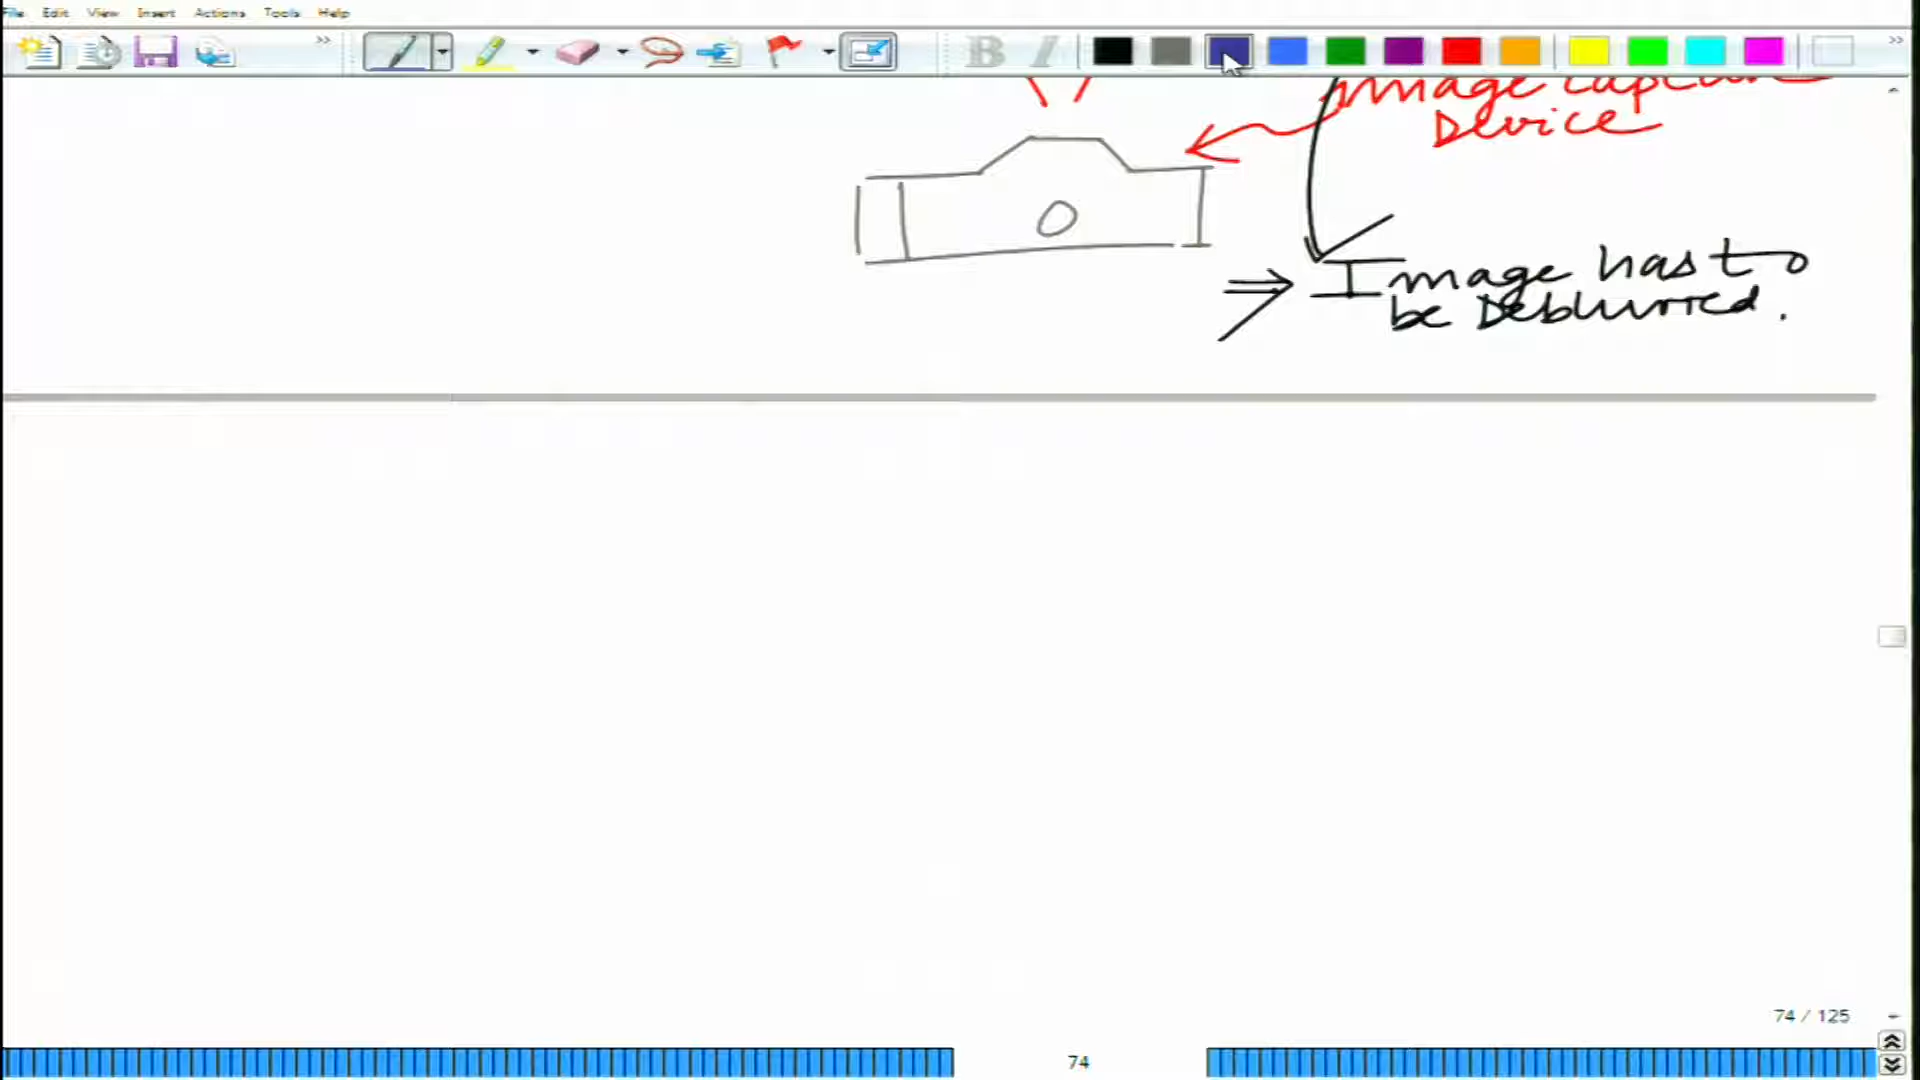 File Edit View Insert Actions Tools Help
B I
Image Capture
Device
Image has to
be Deblurred.
74 / 125
74